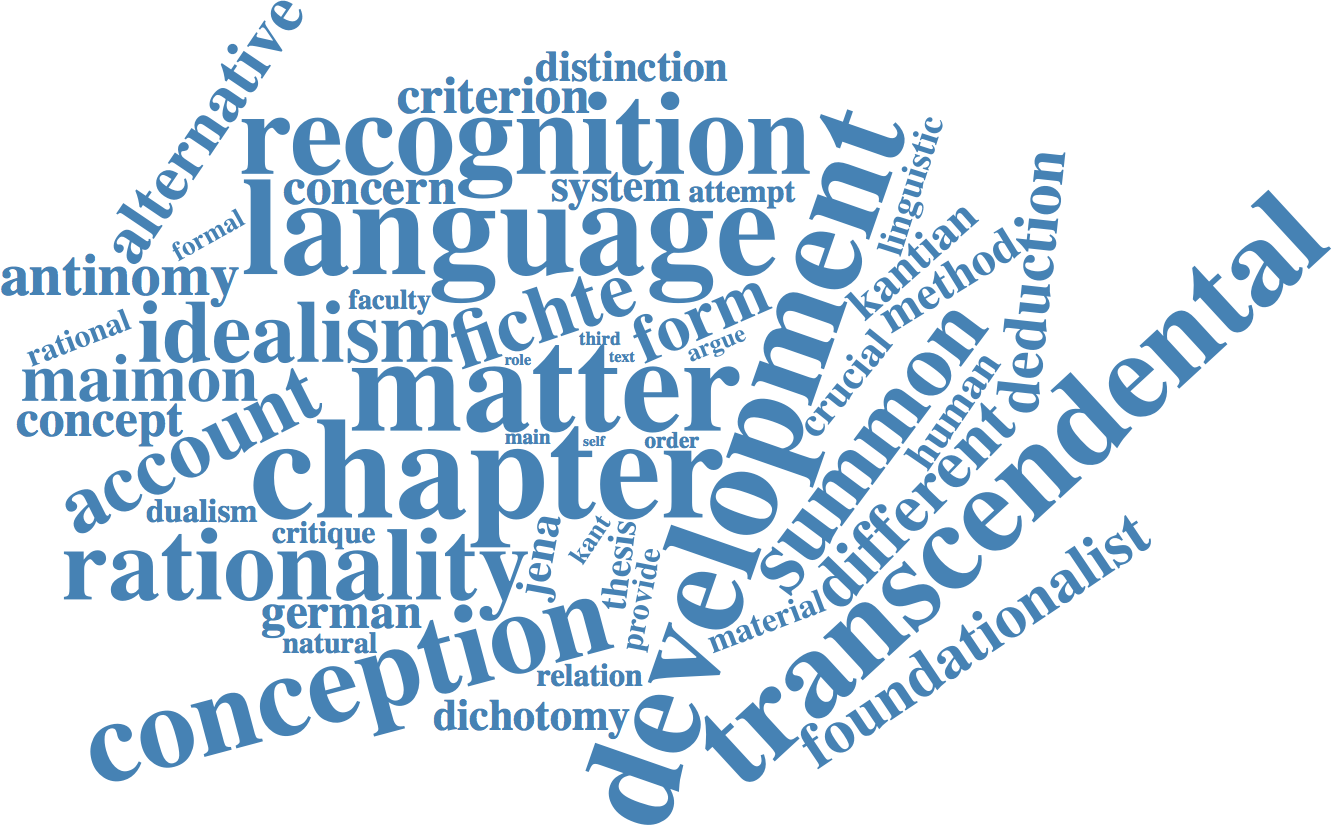 alternative
distinction
criterion
recognition
concern
system
attempt
language
formal
antinomy
faculty
idealism
fichte
form
development
linguistic
kantian
method
deduction
transcendental
rational
maimon
concept
account
role
third
text
argue
matter
crucial
summon
human
different
chapter
main
self
order
dualism
critique
rationality
jena
kant
thesis
provide
german
natural
conception
relation
dichotomy
material
foundationalist